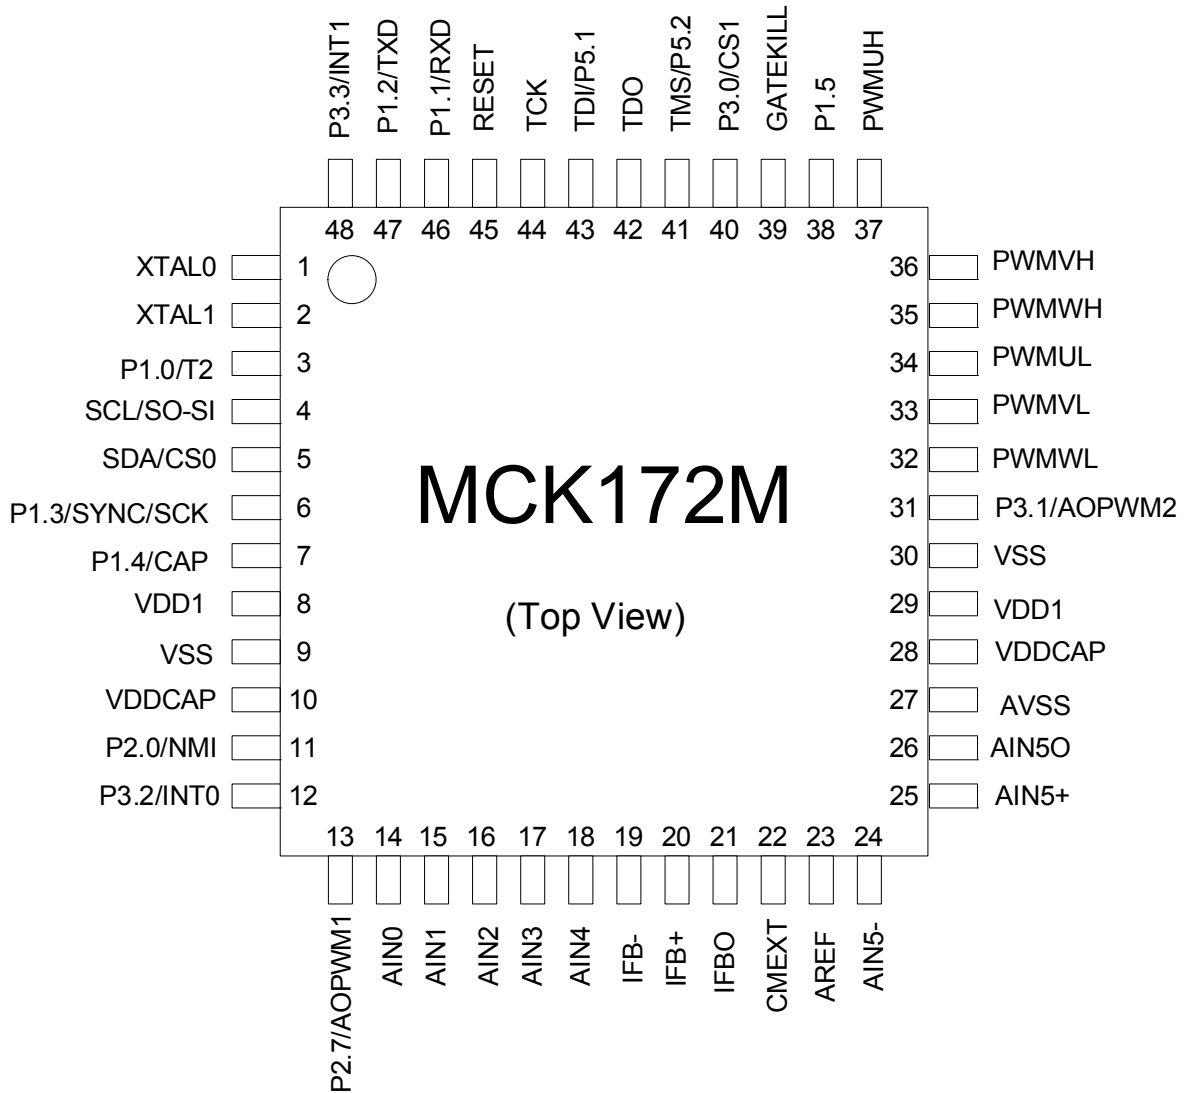 P3.3/INT1
P1.2/TXD
P1.1/RXD
RESET
TCK
TDI/P5.1
TDO
TMS/P5.2
P3.0/CS1
GATEKILL
P1.5
PWMUH
48 47 46 45 44 43 42 41 40 39 38 37
XTAL0 1
XTAL1 2
P1.0/T2 3
SCL/SO-SI 4
SDA/CS0 5
P1.3/SYNC/SCK 6
P1.4/CAP 7
VDD1 8
VSS 9
VDDCAP 10
P2.0/NMI 11
P3.2/INT0 12
MCK172M
(Top View)
36 PWMVH
35 PWMWH
34 PWMUL
33 PWMVL
32 PWMWL
31 P3.1/AOPWM2
30 VSS
29 VDD1
28 VDDCAP
27 AVSS
26 AIN5O
25 AIN5+
13 14 15 16 17 18 19 20 21 22 23 24
P2.7/AOPWM1
AIN0
AIN1
AIN2
AIN3
AIN4
IFB-
IFB+
IFBO
CMEXT
AREF
AIN5-